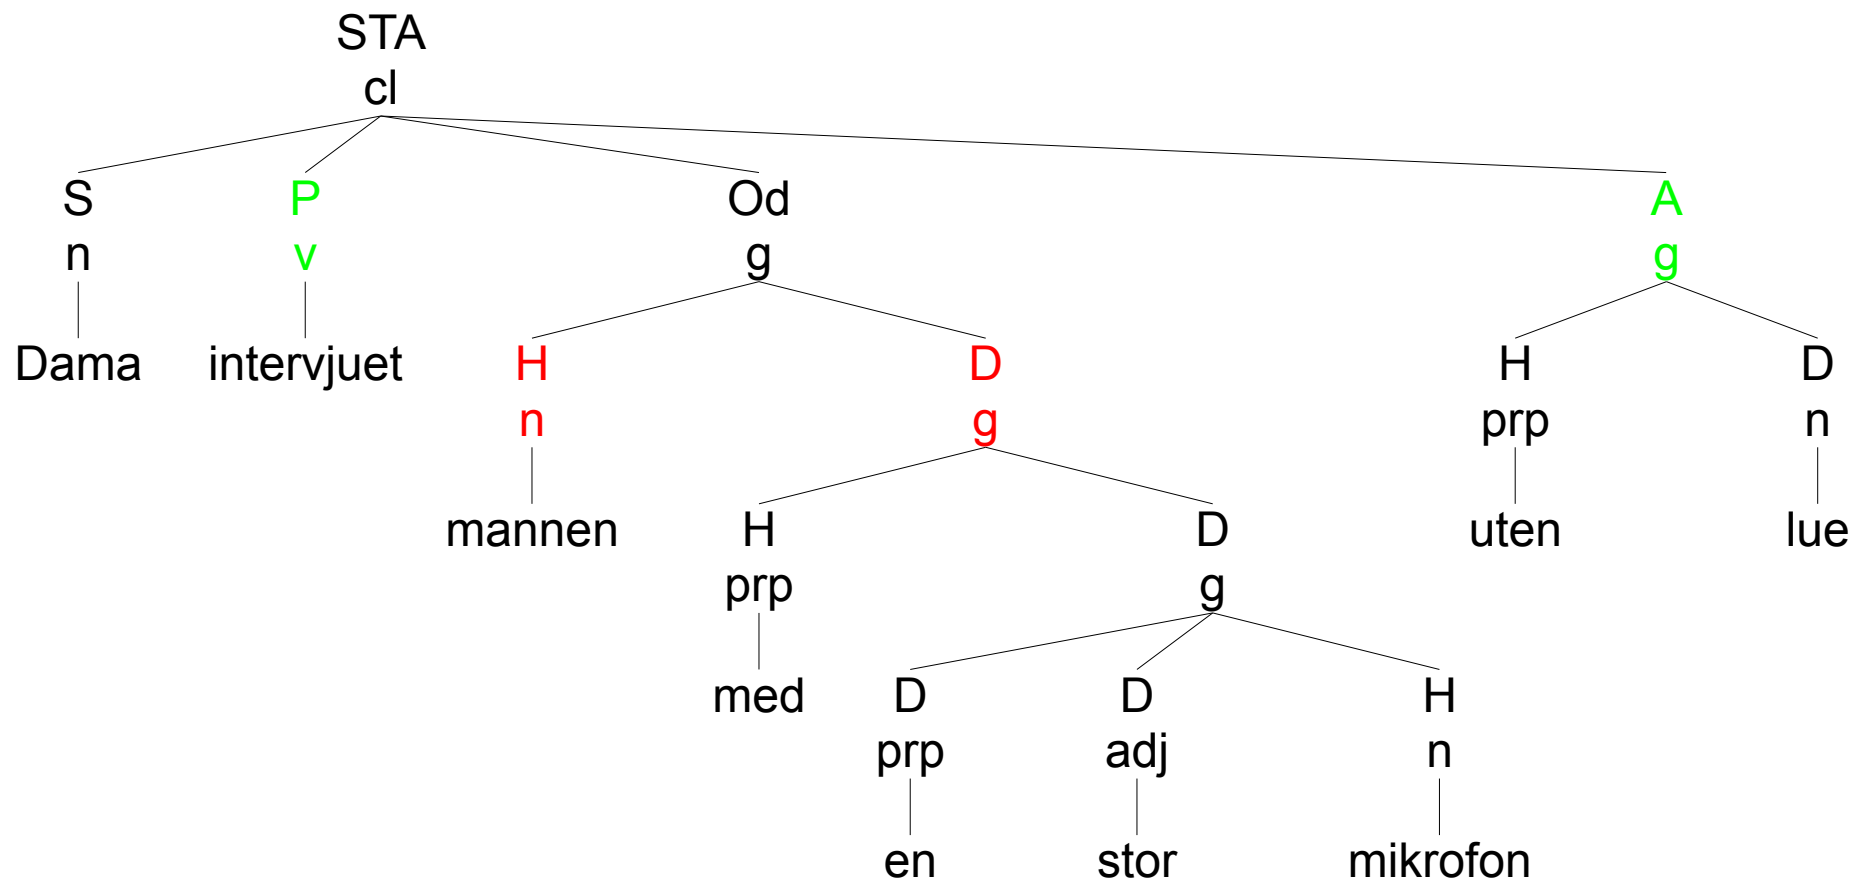 STA
cl
S P Od A
n v g g
Dama intervjuet H D H D
n g prp n
mannen H D uten lue
prp g
med D D H
prp adj n
en stor mikrofon